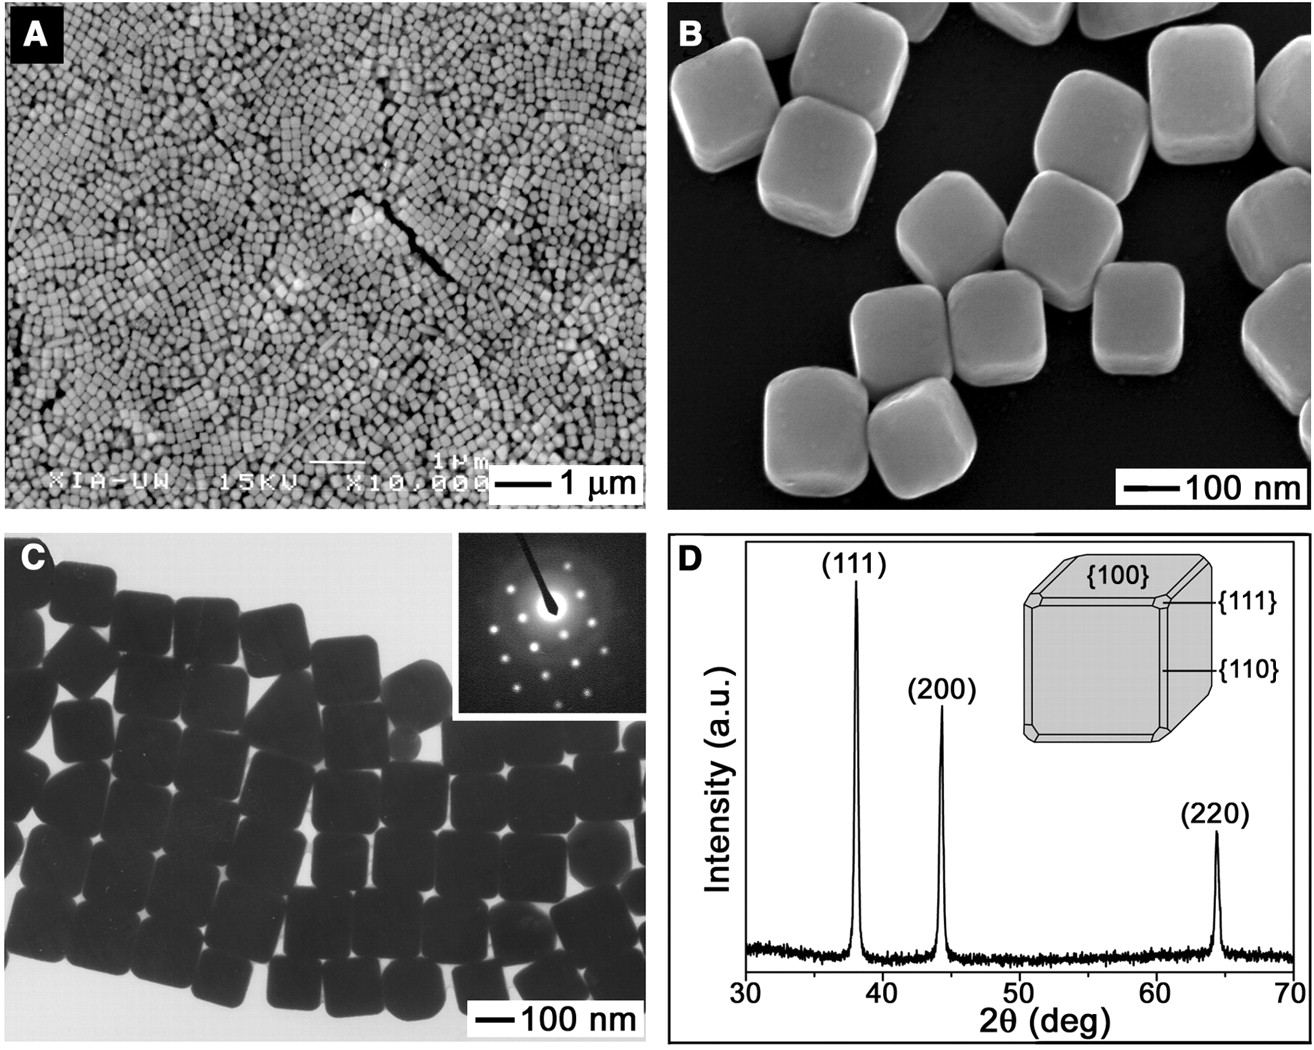 A
XIA-UW 15KV X10,000 1μm
1 μm
B
100 nm
C
100 nm
D
(111)
(200)
(220)
{100}
{111}
{110}
Intensity (a.u.)
30 40 50 60 70
2θ (deg)